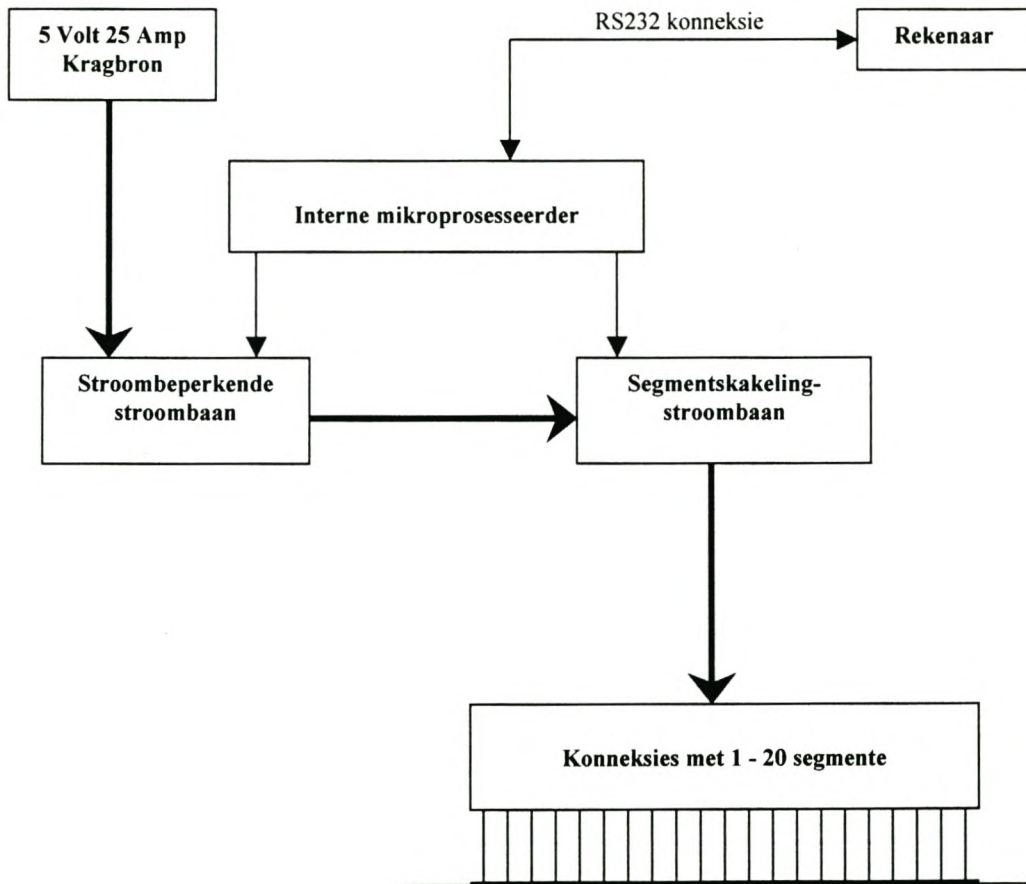 5 Volt 25 Amp
Kragbron
RS232 konneksie
Rekenaar
Interne mikroprosesseerder
Stroombeperkende
stroombaan
Segmentskakeling-
stroombaan
Konneksies met 1 - 20 segmente